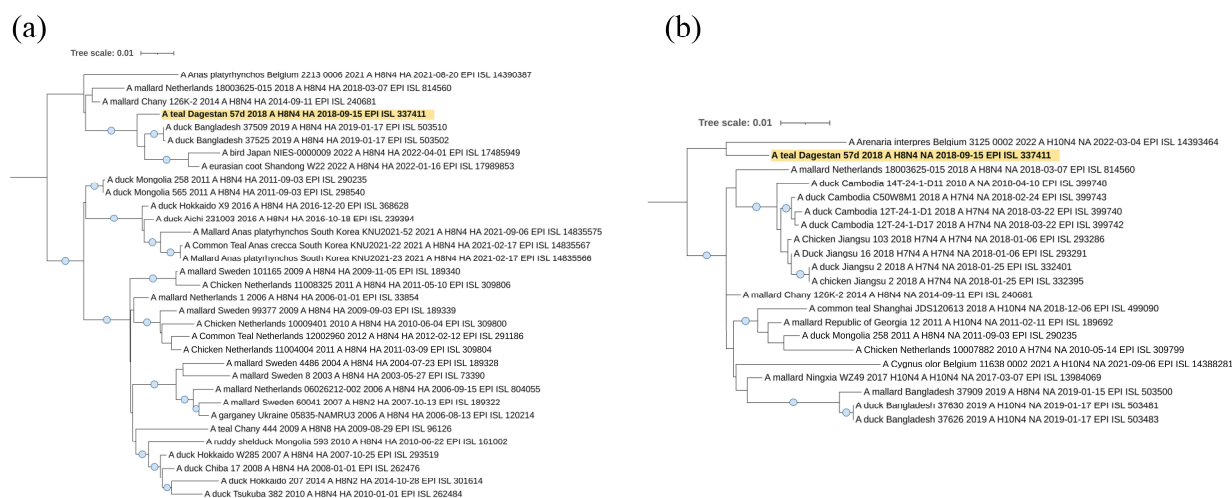 (a)
Tree scale: 0.01
A Anas platyrhynchos Belgium 2213 0006 2021 A H8N4 HA 2021-08-20 EPI ISL 14390387
A mallard Netherlands 18003625-015 2018 A H8N4 HA 2018-03-07 EPI ISL 814560
A mallard Chany 126K-2 2014 A H8N4 HA 2014-09-11 EPI ISL 240681
A teal Dagestan 57d 2018 A H8N4 HA 2018-09-15 EPI ISL 337411
A duck Bangladesh 37509 2019 A H8N4 HA 2019-01-17 EPI ISL 503510
A duck Bangladesh 37525 2019 A H8N4 HA 2019-01-17 EPI ISL 503502
A bird Japan NIES-0000009 2022 A H8N4 HA 2022-04-01 EPI ISL 17485949
A eurasian coot Shandong W22 2022 A H8N4 HA 2022-01-16 EPI ISL 17989853
A duck Mongolia 258 2011 A H8N4 HA 2011-09-03 EPI ISL 290235
A duck Mongolia 565 2011 A H8N4 HA 2011-09-03 EPI ISL 298540
A duck Hokkaido X9 2016 A H8N4 HA 2016-12-20 EPI ISL 368628
A duck Aichi 231003 2016 A H8N4 HA 2016-10-18 EPI ISL 239394
A Mallard Anas platyrhynchos South Korea KNU2021-52 2021 A H8N4 HA 2021-09-06 EPI ISL 14835575
A Common Teal Anas crecca South Korea KNU2021-22 2021 A H8N4 HA 2021-02-17 EPI ISL 14835567
A Mallard Anas platyrhynchos South Korea KNU2021-23 2021 A H8N4 HA 2021-02-17 EPI ISL 14835566
A mallard Sweden 101165 2009 A H8N4 HA 2009-11-05 EPI ISL 189340
A Chicken Netherlands 11008325 2011 A H8N4 HA 2011-05-10 EPI ISL 309806
A mallard Netherlands 1 2006 A H8N4 HA 2006-01-01 EPI ISL 33854
A mallard Sweden 99377 2009 A H8N4 HA 2009-09-03 EPI ISL 189339
A Chicken Netherlands 10009401 2010 A H8N4 HA 2010-06-04 EPI ISL 309800
A Common Teal Netherlands 12002960 2012 A H8N4 HA 2012-02-12 EPI ISL 291186
A Chicken Netherlands 11004004 2011 A H8N4 HA 2011-03-09 EPI ISL 309804
A mallard Sweden 4486 2004 A H8N4 HA 2004-07-23 EPI ISL 189328
A mallard Sweden 8 2003 A H8N4 HA 2003-05-27 EPI ISL 73390
A mallard Netherlands 06026212-002 2006 A H8N4 HA 2006-09-15 EPI ISL 804055
A mallard Sweden 60041 2007 A H8N2 HA 2007-10-13 EPI ISL 189322
A garganey Ukraine 05835-NAMRU3 2006 A H8N4 HA 2006-08-13 EPI ISL 120214
A teal Chany 444 2009 A H8N8 HA 2009-08-29 EPI ISL 96126
A ruddy shelduck Mongolia 593 2010 A H8N4 HA 2010-06-22 EPI ISL 161002
A duck Hokkaido W285 2007 A H8N4 HA 2007-10-25 EPI ISL 293519
A duck Chiba 17 2008 A H8N4 HA 2008-01-01 EPI ISL 262476
A duck Hokkaido 207 2014 A H8N2 HA 2014-10-28 EPI ISL 301614
A duck Tsukuba 382 2010 A H8N4 HA 2010-01-01 EPI ISL 262484
(b)
Tree scale: 0.01
A Arenaria interpres Belgium 3125 0002 2022 A H10N4 NA 2022-03-04 EPI ISL 14393464
A teal Dagestan 57d 2018 A H8N4 NA 2018-09-15 EPI ISL 337411
A mallard Netherlands 18003625-015 2018 A H8N4 NA 2018-03-07 EPI ISL 814560
A duck Cambodia 14T-24-1-D11 2010 A NA 2018-04-10 EPI ISL 399740
A duck Cambodia C50W8M1 2018 A H7N4 NA 2018-02-24 EPI ISL 399743
A duck Cambodia 12T-24-1-D1 2018 A H7N4 NA 2018-03-22 EPI ISL 399740
A duck Cambodia 12T-24-1-D17 2018 A H7N4 NA 2018-03-22 EPI ISL 399742
A Chicken Jiangsu 103 2018 H7N4 A NA 2018-01-06 EPI ISL 293286
A Duck Jiangsu 16 2018 H7N4 A NA 2018-01-06 EPI ISL 293291
A duck Jiangsu 2 2018 A H7N4 NA 2018-01-25 EPI ISL 332401
A chicken Jiangsu 2 2018 A H7N4 NA 2018-01-25 EPI ISL 332395
A mallard Chany 126K-2 2014 A H8N4 NA 2014-09-11 EPI ISL 240681
A common teal Shanghai JDS120613 2018 A H10N4 NA 2018-12-06 EPI ISL 499090
A mallard Republic of Georgia 12 2011 A H10N4 NA 2011-02-11 EPI ISL 189692
A duck Mongolia 258 2011 A H8N4 NA 2011-09-03 EPI ISL 290235
A Chicken Netherlands 10007882 2010 A H7N4 NA 2010-05-14 EPI ISL 309799
A Cygnus olor Belgium 11638 0002 2021 A H10N4 NA 2021-09-06 EPI ISL 14388281
A mallard Ningxia WZ49 2017 H10N4 A H10N4 NA 2017-03-07 EPI ISL 13984069
A mallard Bangladesh 37909 2019 A H10N4 NA 2019-01-15 EPI ISL 503500
A duck Bangladesh 37630 2019 A H10N4 NA 2019-01-17 EPI ISL 503481
A duck Bangladesh 37626 2019 A H10N4 NA 2019-01-17 EPI ISL 503483